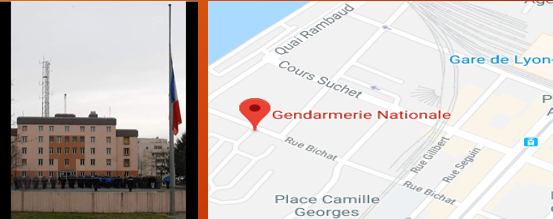 Quai Rambaud
Gare de Lyon-
Cours Suchet
Gendarmerie Nationale
Rue Bichat
Rue Gilibert
Rue Seguin
Rue Bichat
Place Camille
Georges